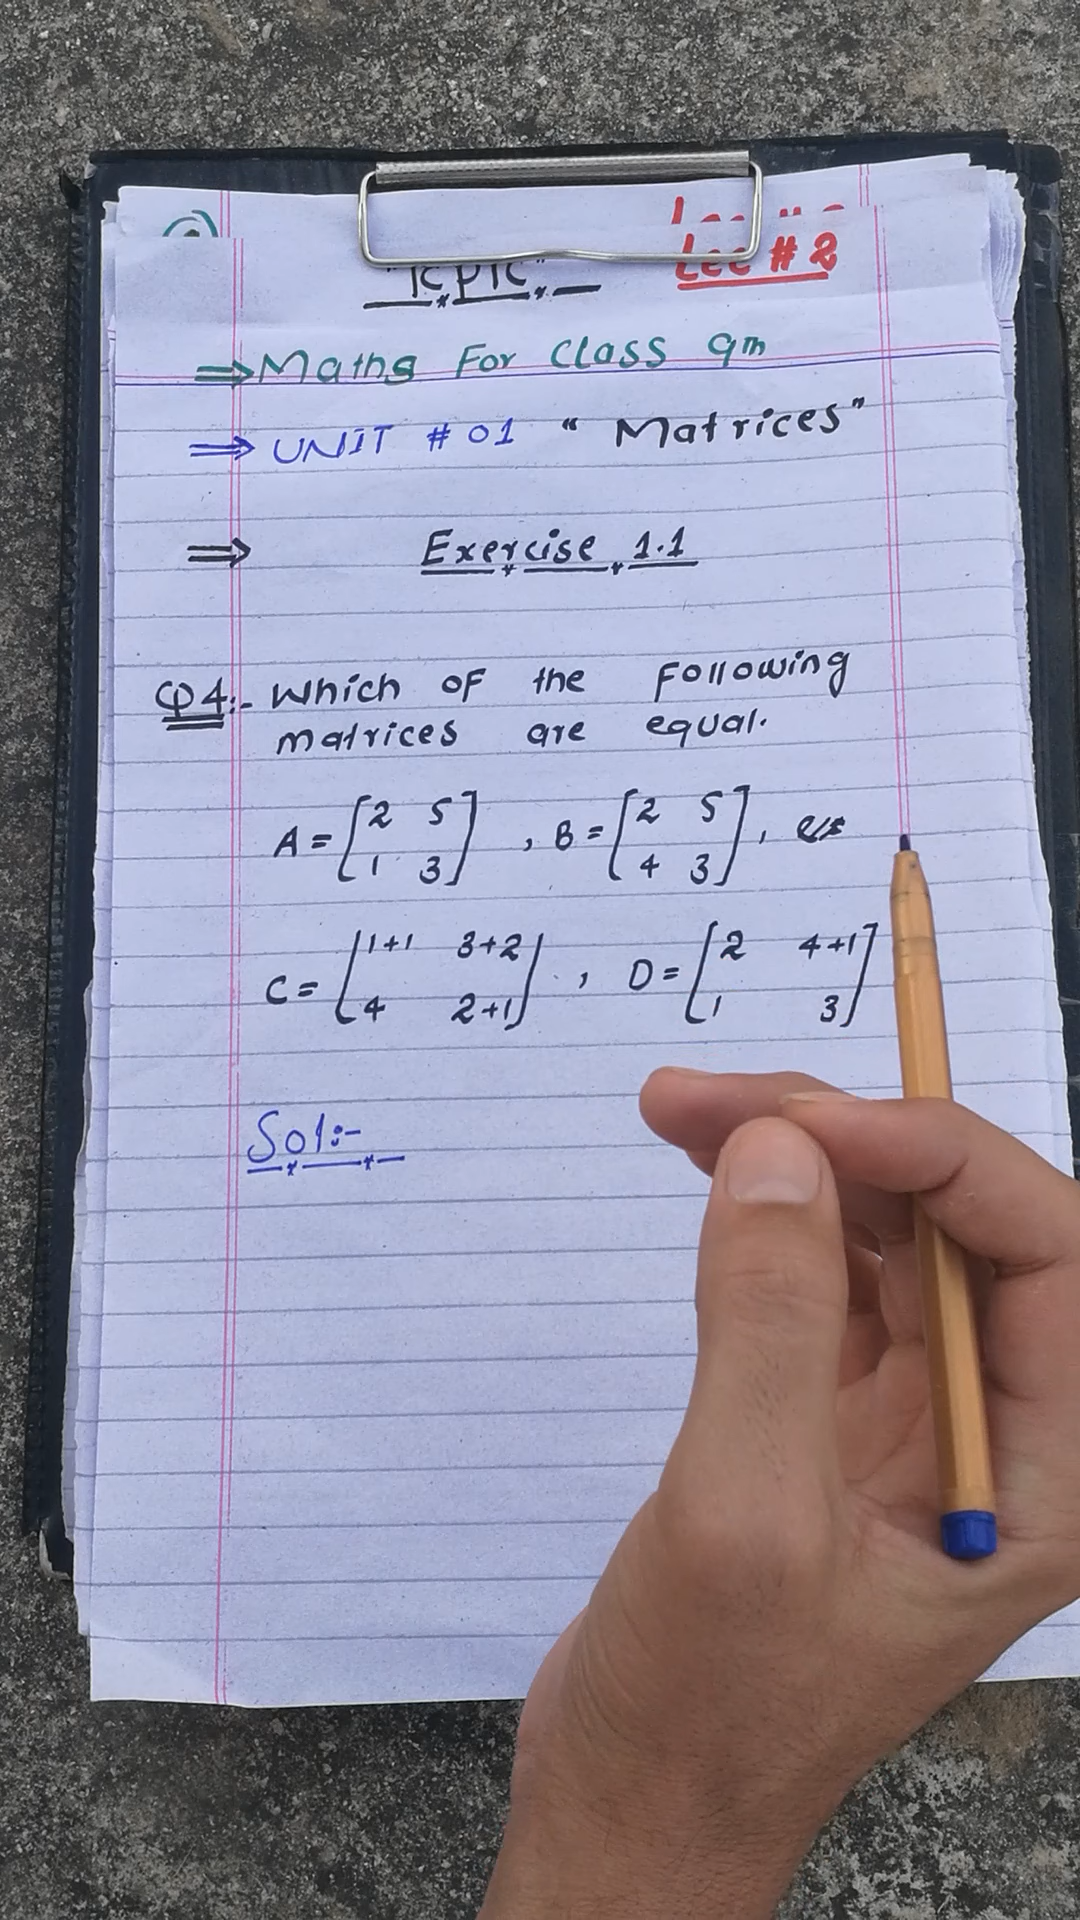 Lec # 2
"Topic"
⇒ Maths For Class 9th
⇒ UNIT # 01 " Matrices"
⇒ Exercise 1.1
Q4:- Which of the Following
matrices are equal.
A = [2 5
1 3] , B = [2 5
4 3] ,
C = [1+1 3+2
4 2+1] , D = [2 4+1
1 3]
Sol:-